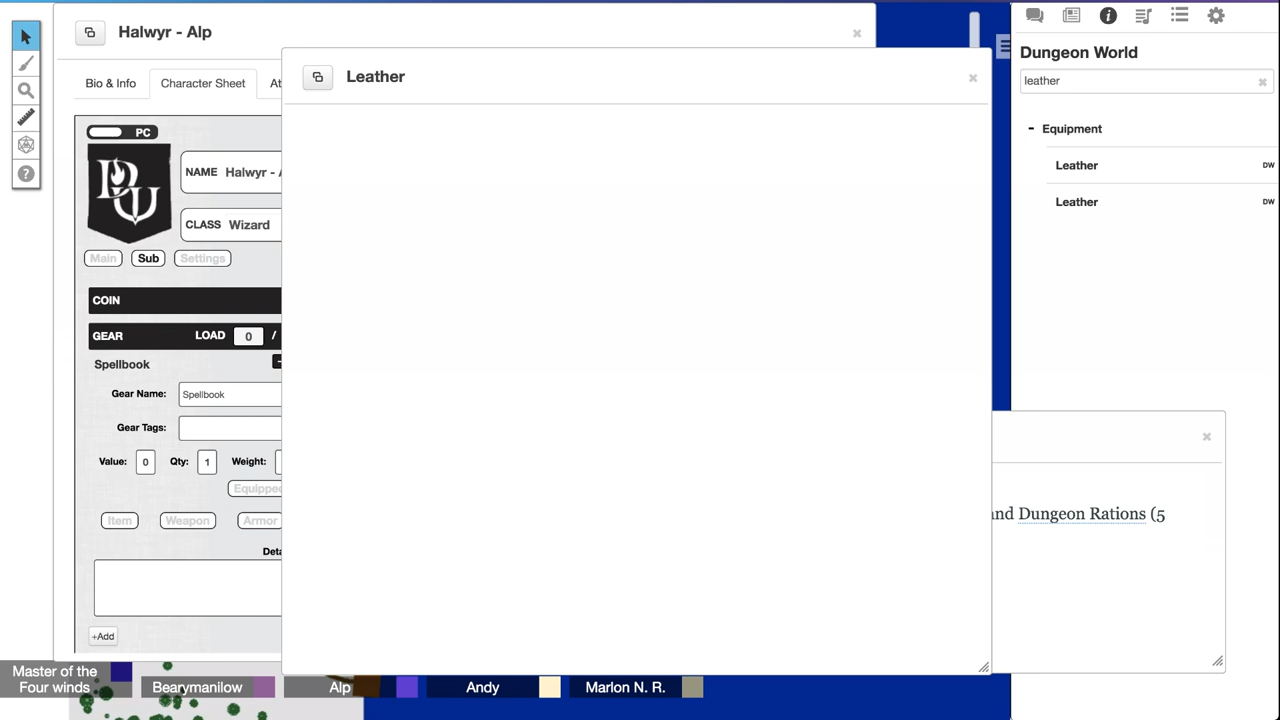 Halwyr - Alp
Bio & Info
Character Sheet
PC
NAME Halwyr -
CLASS Wizard
Main
Sub
Settings
COIN
GEAR
LOAD 0 /
Spellbook
Gear Name: Spellbook
Gear Tags:
Value: 0 Qty: 1 Weight:
Equipped
Item
Weapon
Armor
+Add
Leather
and Dungeon Rations (5
Dungeon World
leather
- Equipment
Leather DW
Leather DW
Master of the
Four winds
Bearymanilow
Alp
Andy
Marlon N. R.